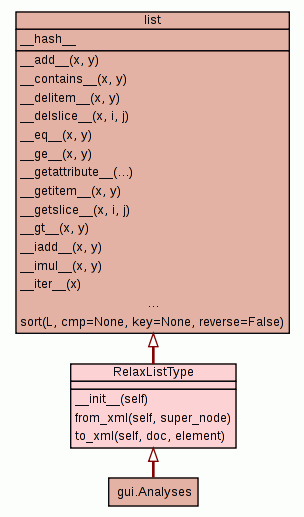 list
__hash__
__add__(x, y)
__contains__(x, y)
__delitem__(x, y)
__delslice__(x, i, j)
__eq__(x, y)
__ge__(x, y)
__getattribute__(...)
__getitem__(x, y)
__getslice__(x, i, j)
__gt__(x, y)
__iadd__(x, y)
__imul__(x, y)
__iter__(x)
...
sort(L, cmp=None, key=None, reverse=False)
RelaxListType
__init__(self)
from_xml(self, super_node)
to_xml(self, doc, element)
gui.Analyses